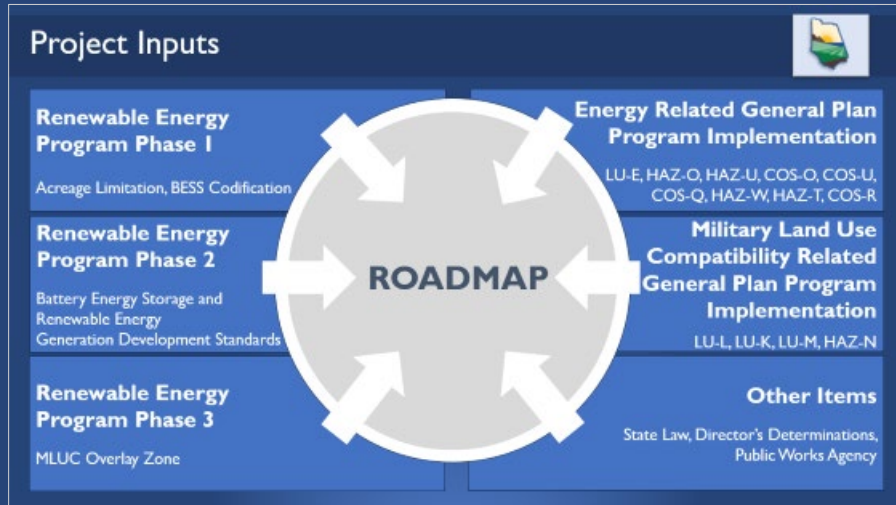 Project Inputs
Renewable Energy
Program Phase 1
Acreage Limitation, BESS Codification
Renewable Energy
Program Phase 2
Battery Energy Storage and
Renewable Energy
Generation Development Standards
Renewable Energy
Program Phase 3
MLUC Overlay Zone
ROADMAP
Energy Related General Plan
Program Implementation
LU-E, HAZ-O, HAZ-U, COS-O, COS-U,
COS-Q, HAZ-W, HAZ-T, COS-R
Military Land Use
Compatibility Related
General Plan Program
Implementation
LU-L, LU-K, LU-M, HAZ-N
Other Items
State Law, Director's Determinations,
Public Works Agency